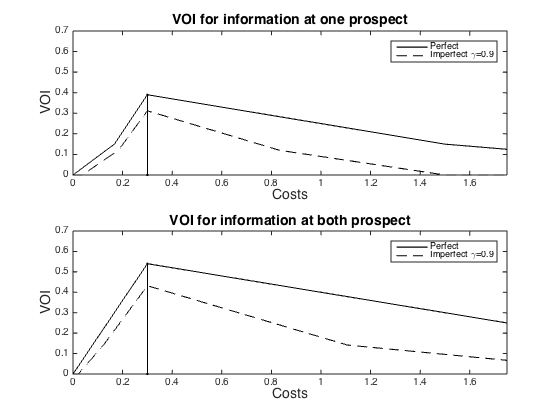 VOI for information at one prospect
0.7
0.6
0.5
0.4
0.3
0.2
0.1
0
VOI
Perfect
Imperfect γ=0.9
0 0.2 0.4 0.6 0.8 1 1.2 1.4 1.6
Costs
VOI for information at both prospect
0.7
0.6
0.5
0.4
0.3
0.2
0.1
0
VOI
Perfect
Imperfect γ=0.9
0 0.2 0.4 0.6 0.8 1 1.2 1.4 1.6
Costs